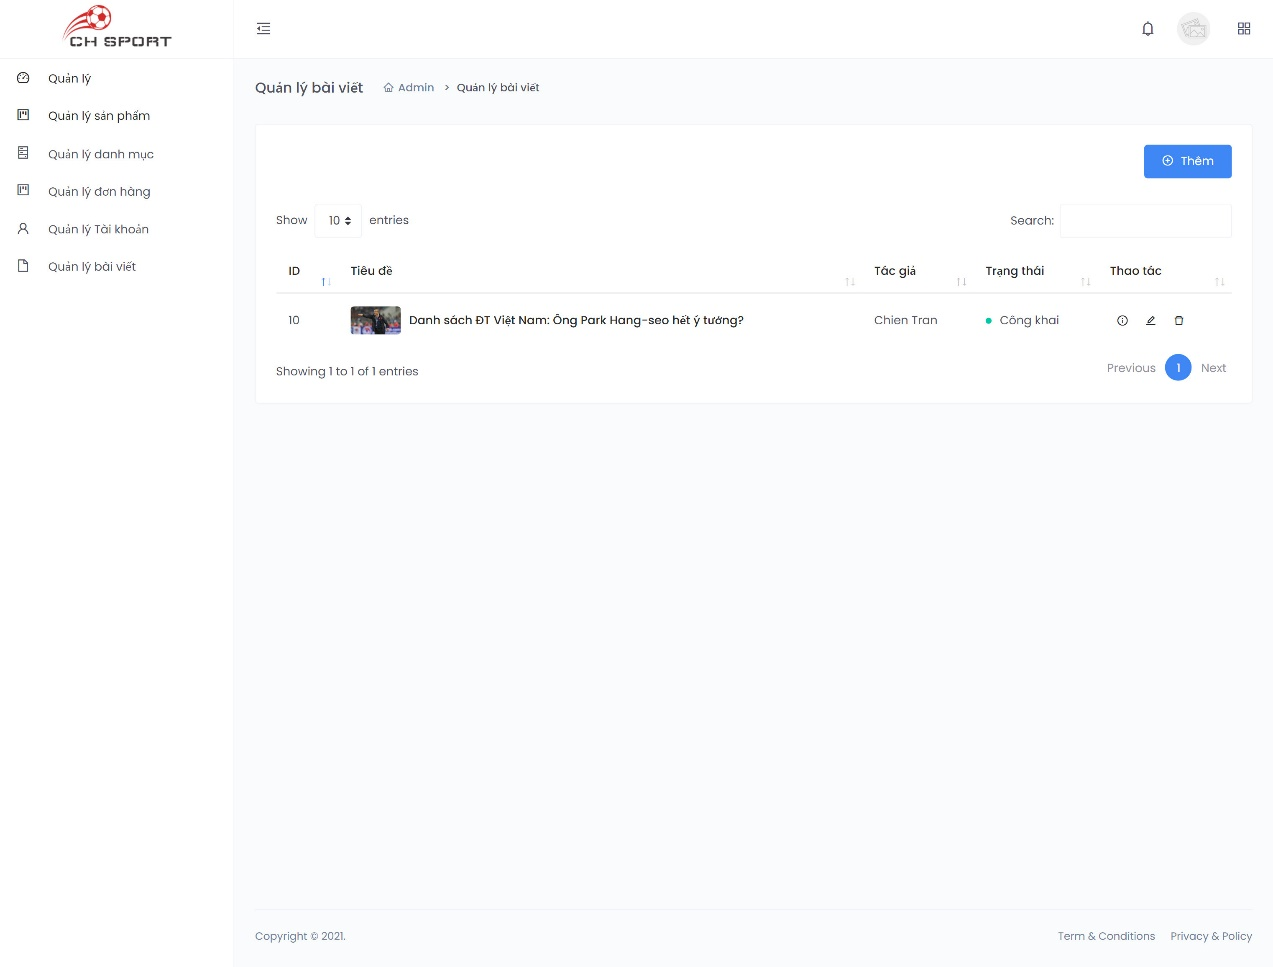 CH SPORT
Quản lý
Quản lý sản phẩm
Quản lý danh mục
Quản lý đơn hàng
Quản lý Tài khoản
Quản lý bài viết
Quản lý bài viết
Admin > Quản lý bài viết
Thêm
Show 10 entries
Search:
ID Tiêu đề Tác giả Trạng thái Thao tác
10 Danh sách ĐT Việt Nam: Ông Park Hang-seo hết ý tưởng? Chien Tran Công khai
Showing 1 to 1 of 1 entries
Previous 1 Next
Copyright © 2021.
Term & Conditions Privacy & Policy